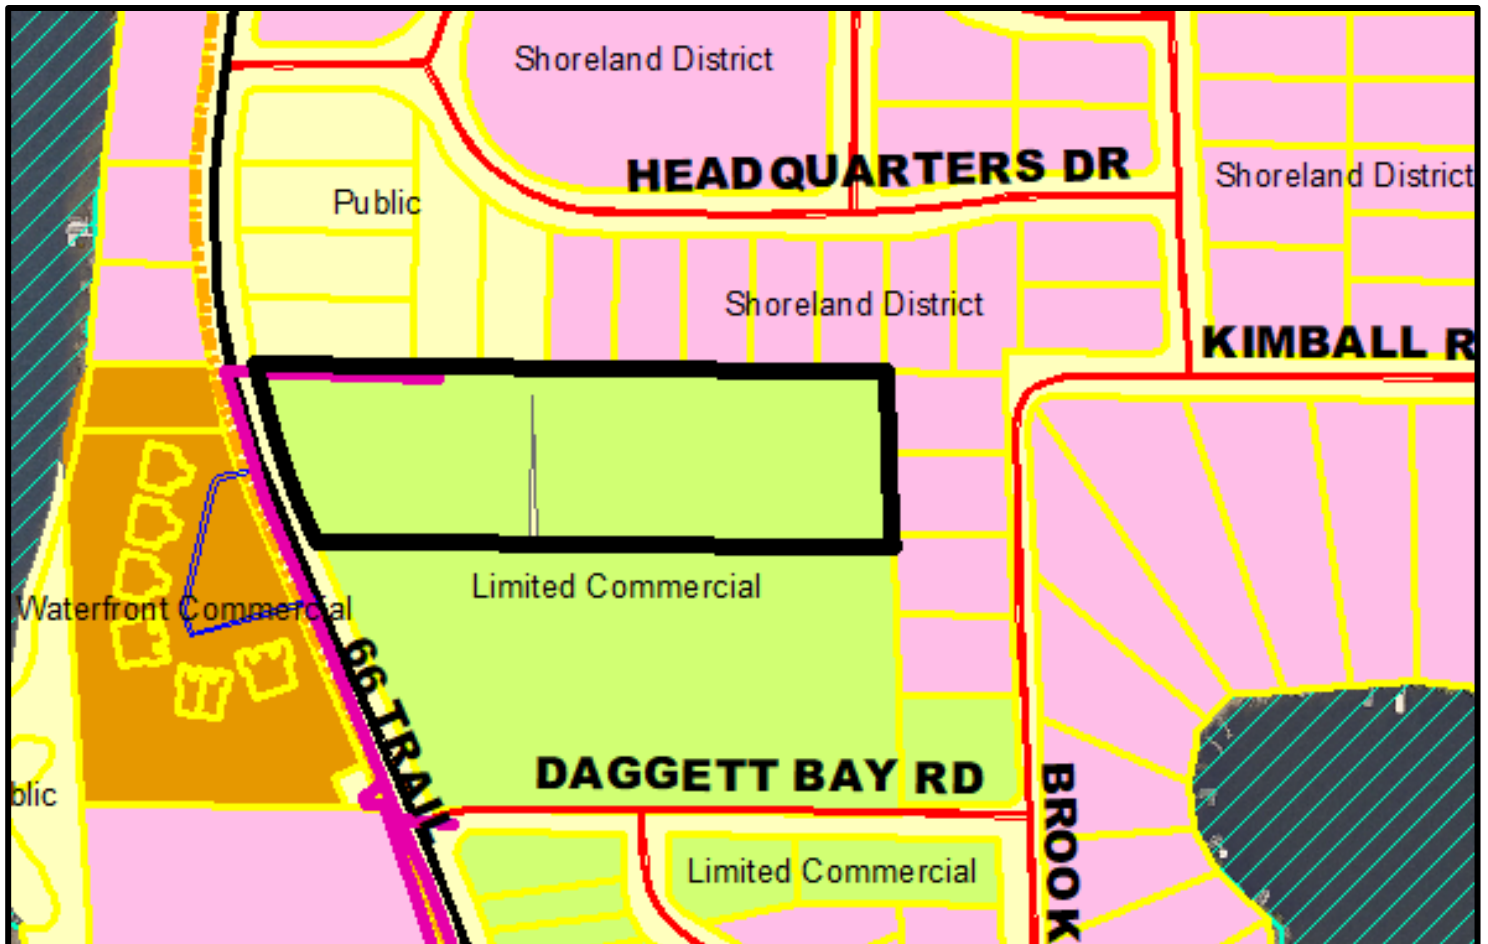 Shoreland District
HEADQUARTERS DR
Shoreland District
Public
Shoreland District
KIMBALL R
Limited Commercial
Waterfront Commercial
66 TRAIL
DAGGETT BAY RD
blic
BROOK
Limited Commercial